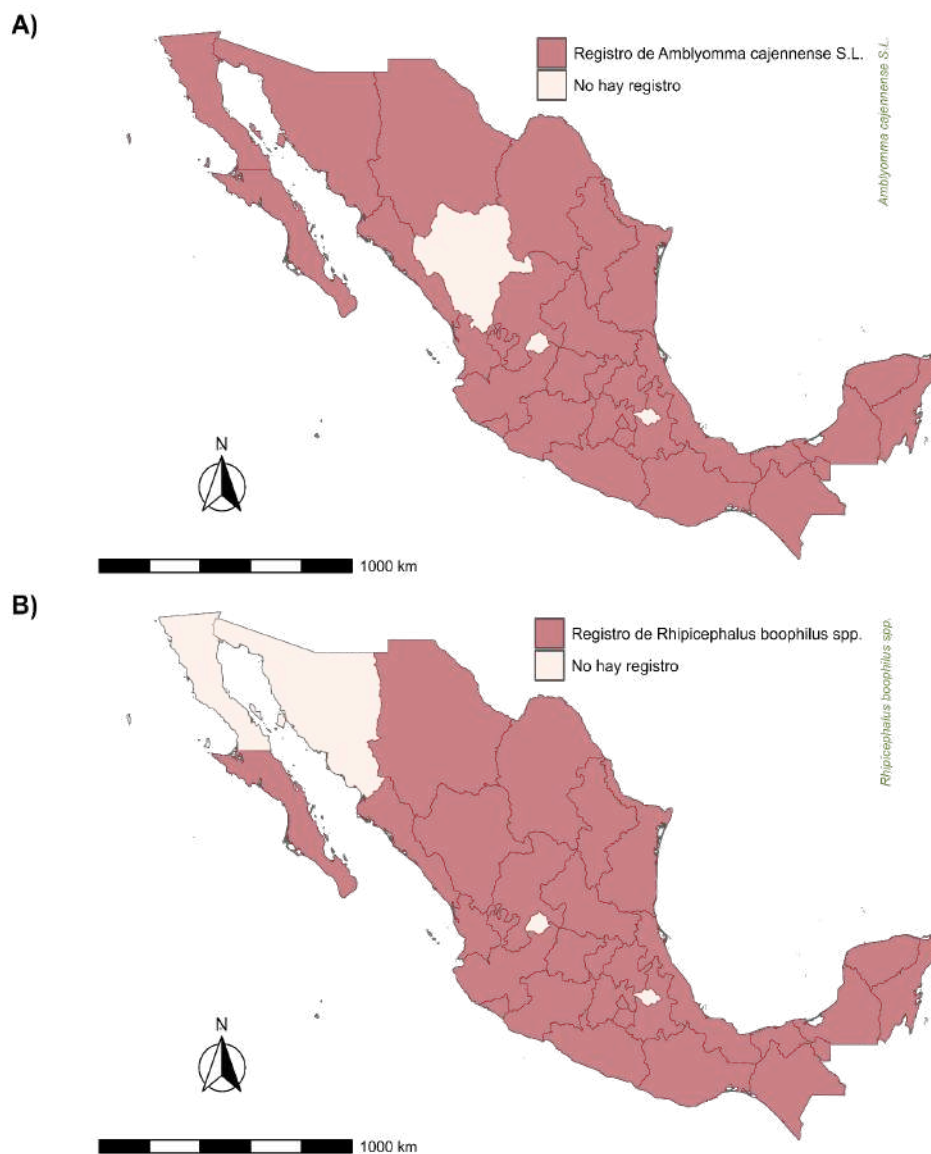 A)
Registro de Amblyomma cajennense S.L.
No hay registro
Amblyomma cajennense S.L.
N
1000 km
B)
Registro de Rhipicephalus boophilus spp.
No hay registro
Rhipicephalus boophilus spp.
N
1000 km